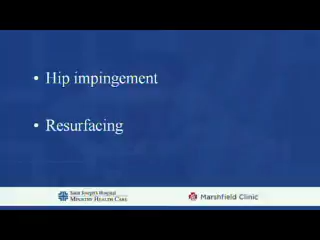 • Hip impingement
• Resurfacing
Saint Joseph's Hospital
MINISTRY HEALTH CARE
Marshfield Clinic